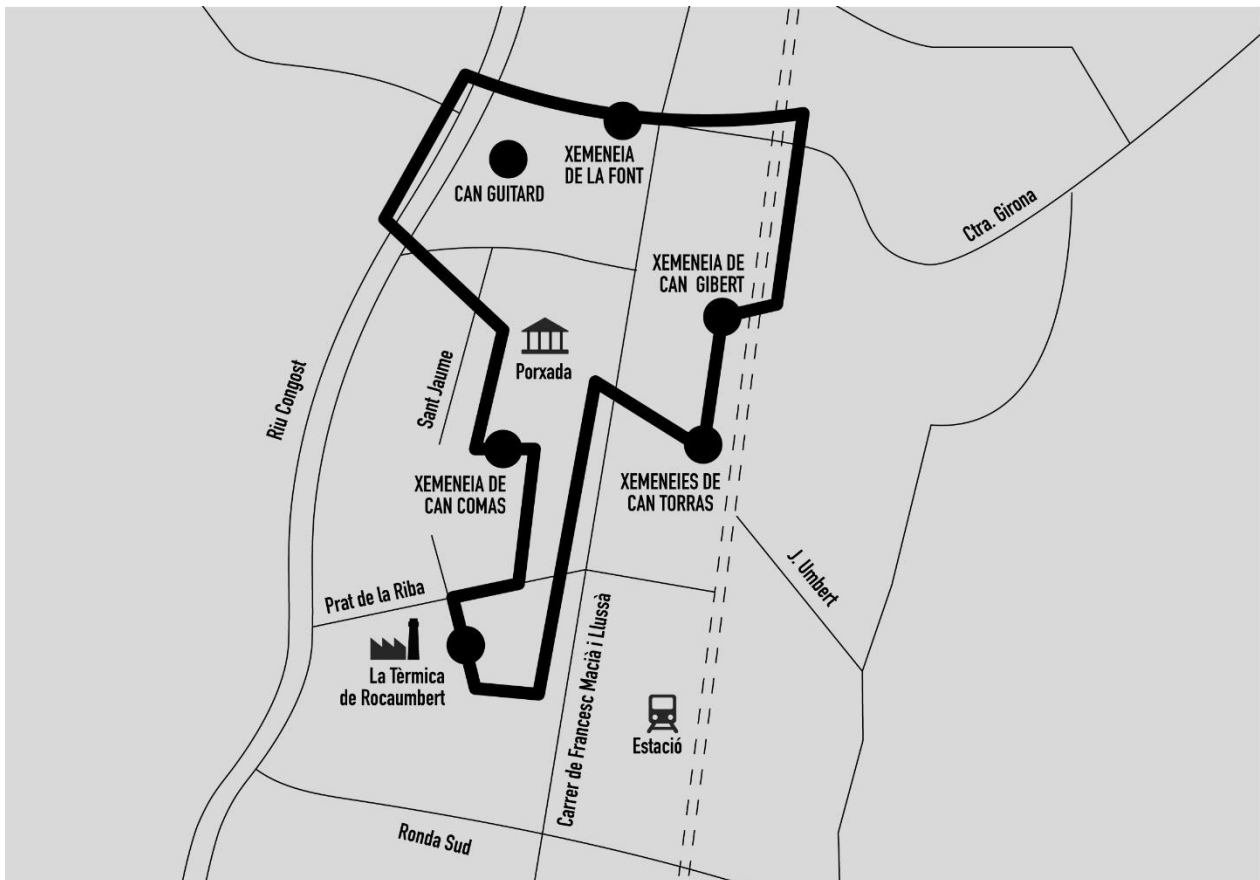 XEMENEIA
DE LA FONT
CAN GUITARD
Ctra. Girona
XEMENEIA DE
CAN GIBERT
Riu Congost
Sant Jaume
Porxada
XEMENEIA DE
CAN COMAS
XEMENEIES DE
CAN TORRAS
J. Umbert
Prat de la Riba
La Tèrmica
de Rocaumbert
Carrer de Francesc Macià i Llussà
Estació
Ronda Sud